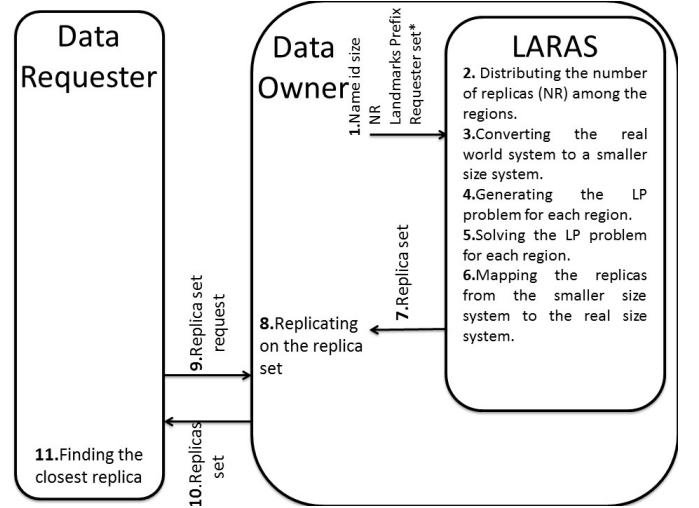 Data
Requester
Data
Owner
1.Name id size
NR
Landmarks Prefix
Requester set*
LARAS
2. Distributing the number
of replicas (NR) among the
regions.
3.Converting the real
world system to a smaller
size system.
4.Generating the LP
problem for each region.
5.Solving the LP problem
for each region.
6.Mapping the replicas
from the smaller size
system to the real size
system.
7.Replica set
8.Replicating
on the replica
set
9.Replica set
request
10.Replicas
set
11.Finding the
closest replica